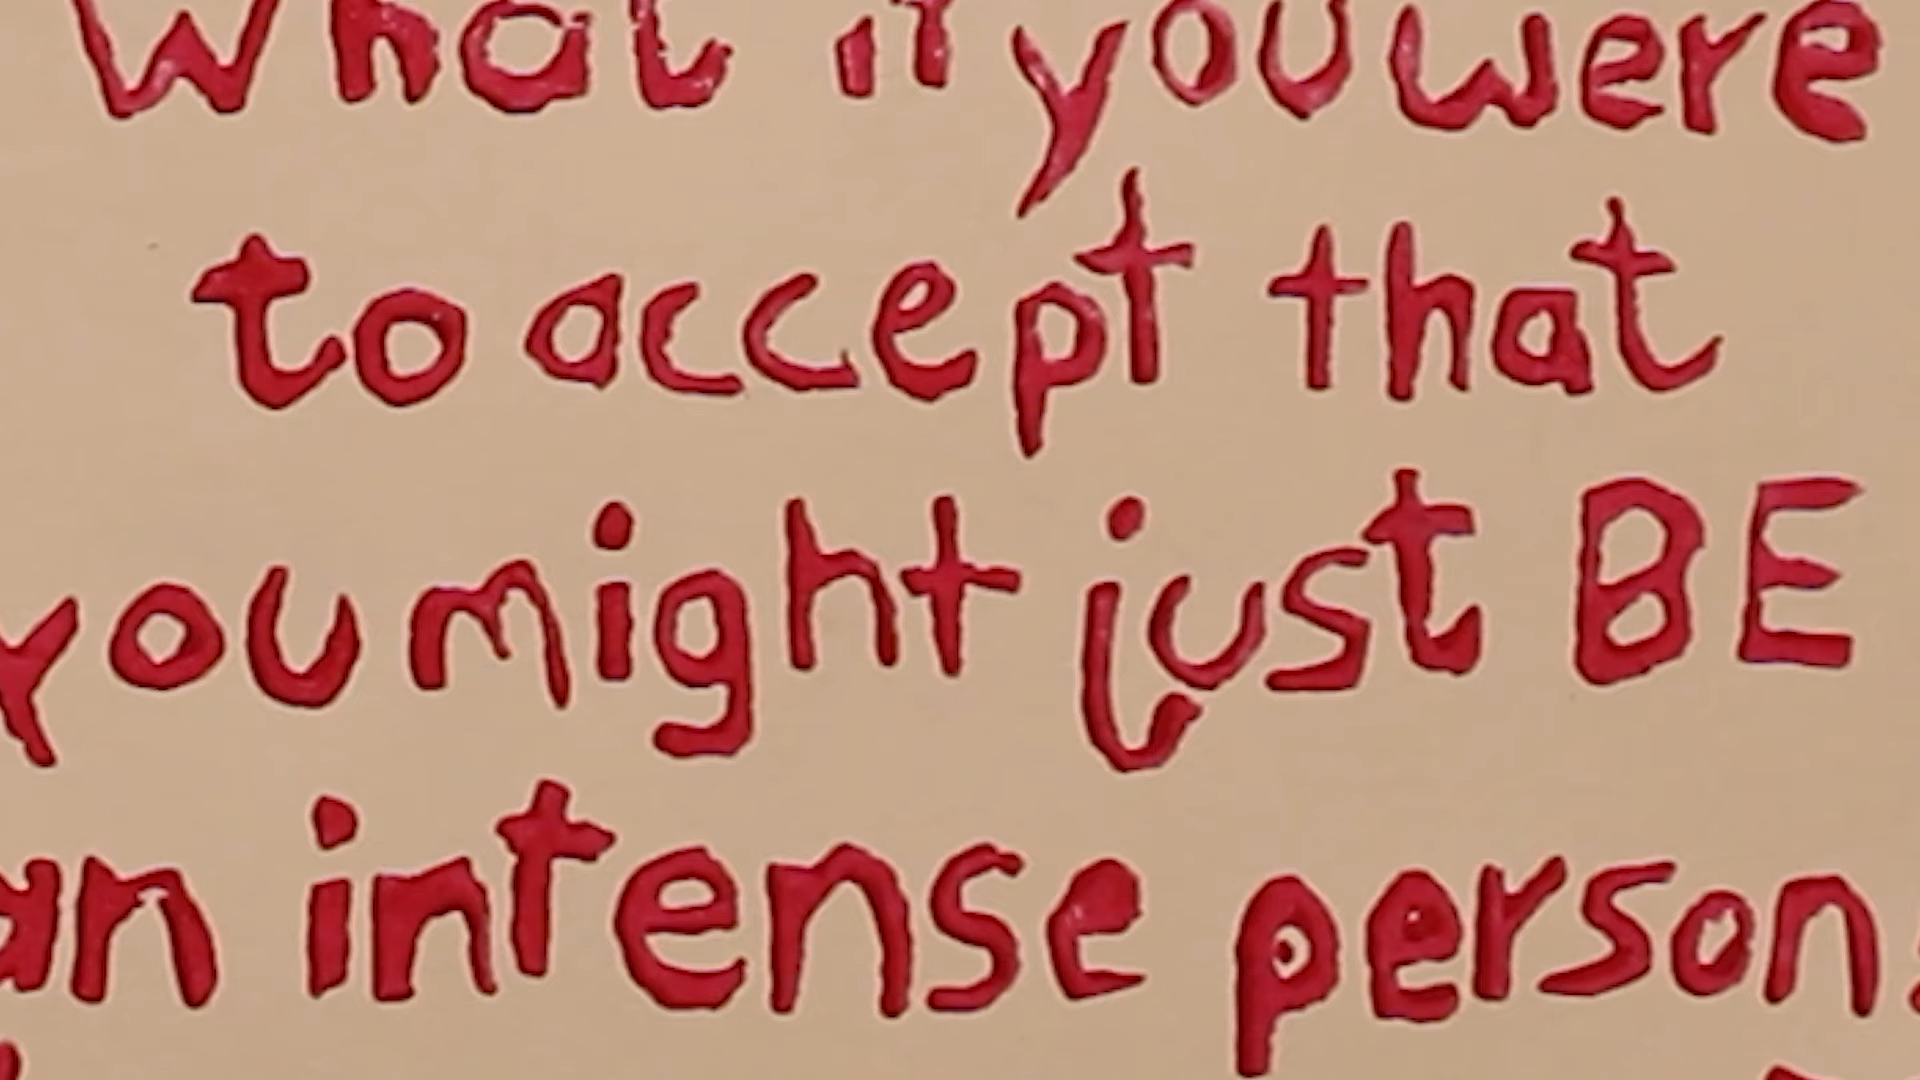 What if you were
to accept that
you might just BE
an intense person